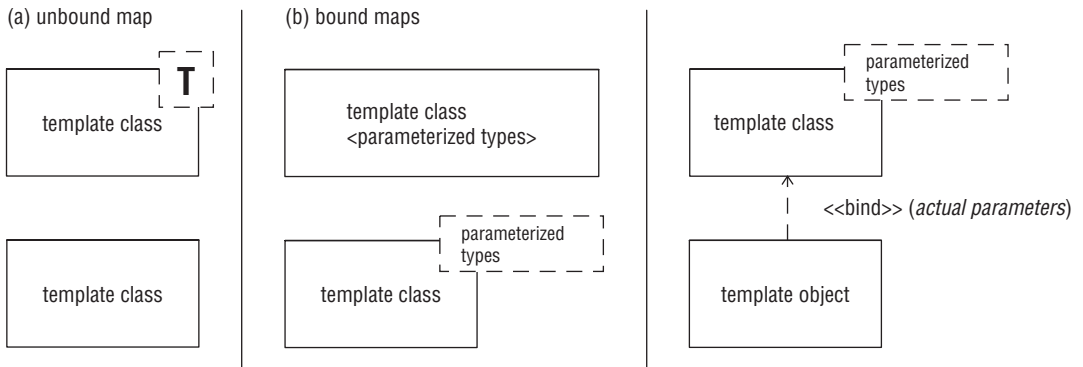 (a) unbound map
T
template class
template class
(b) bound maps
template class
<parameterized types>
parameterized
types
template class
parameterized
types
template class
<<bind>> (actual parameters)
template object